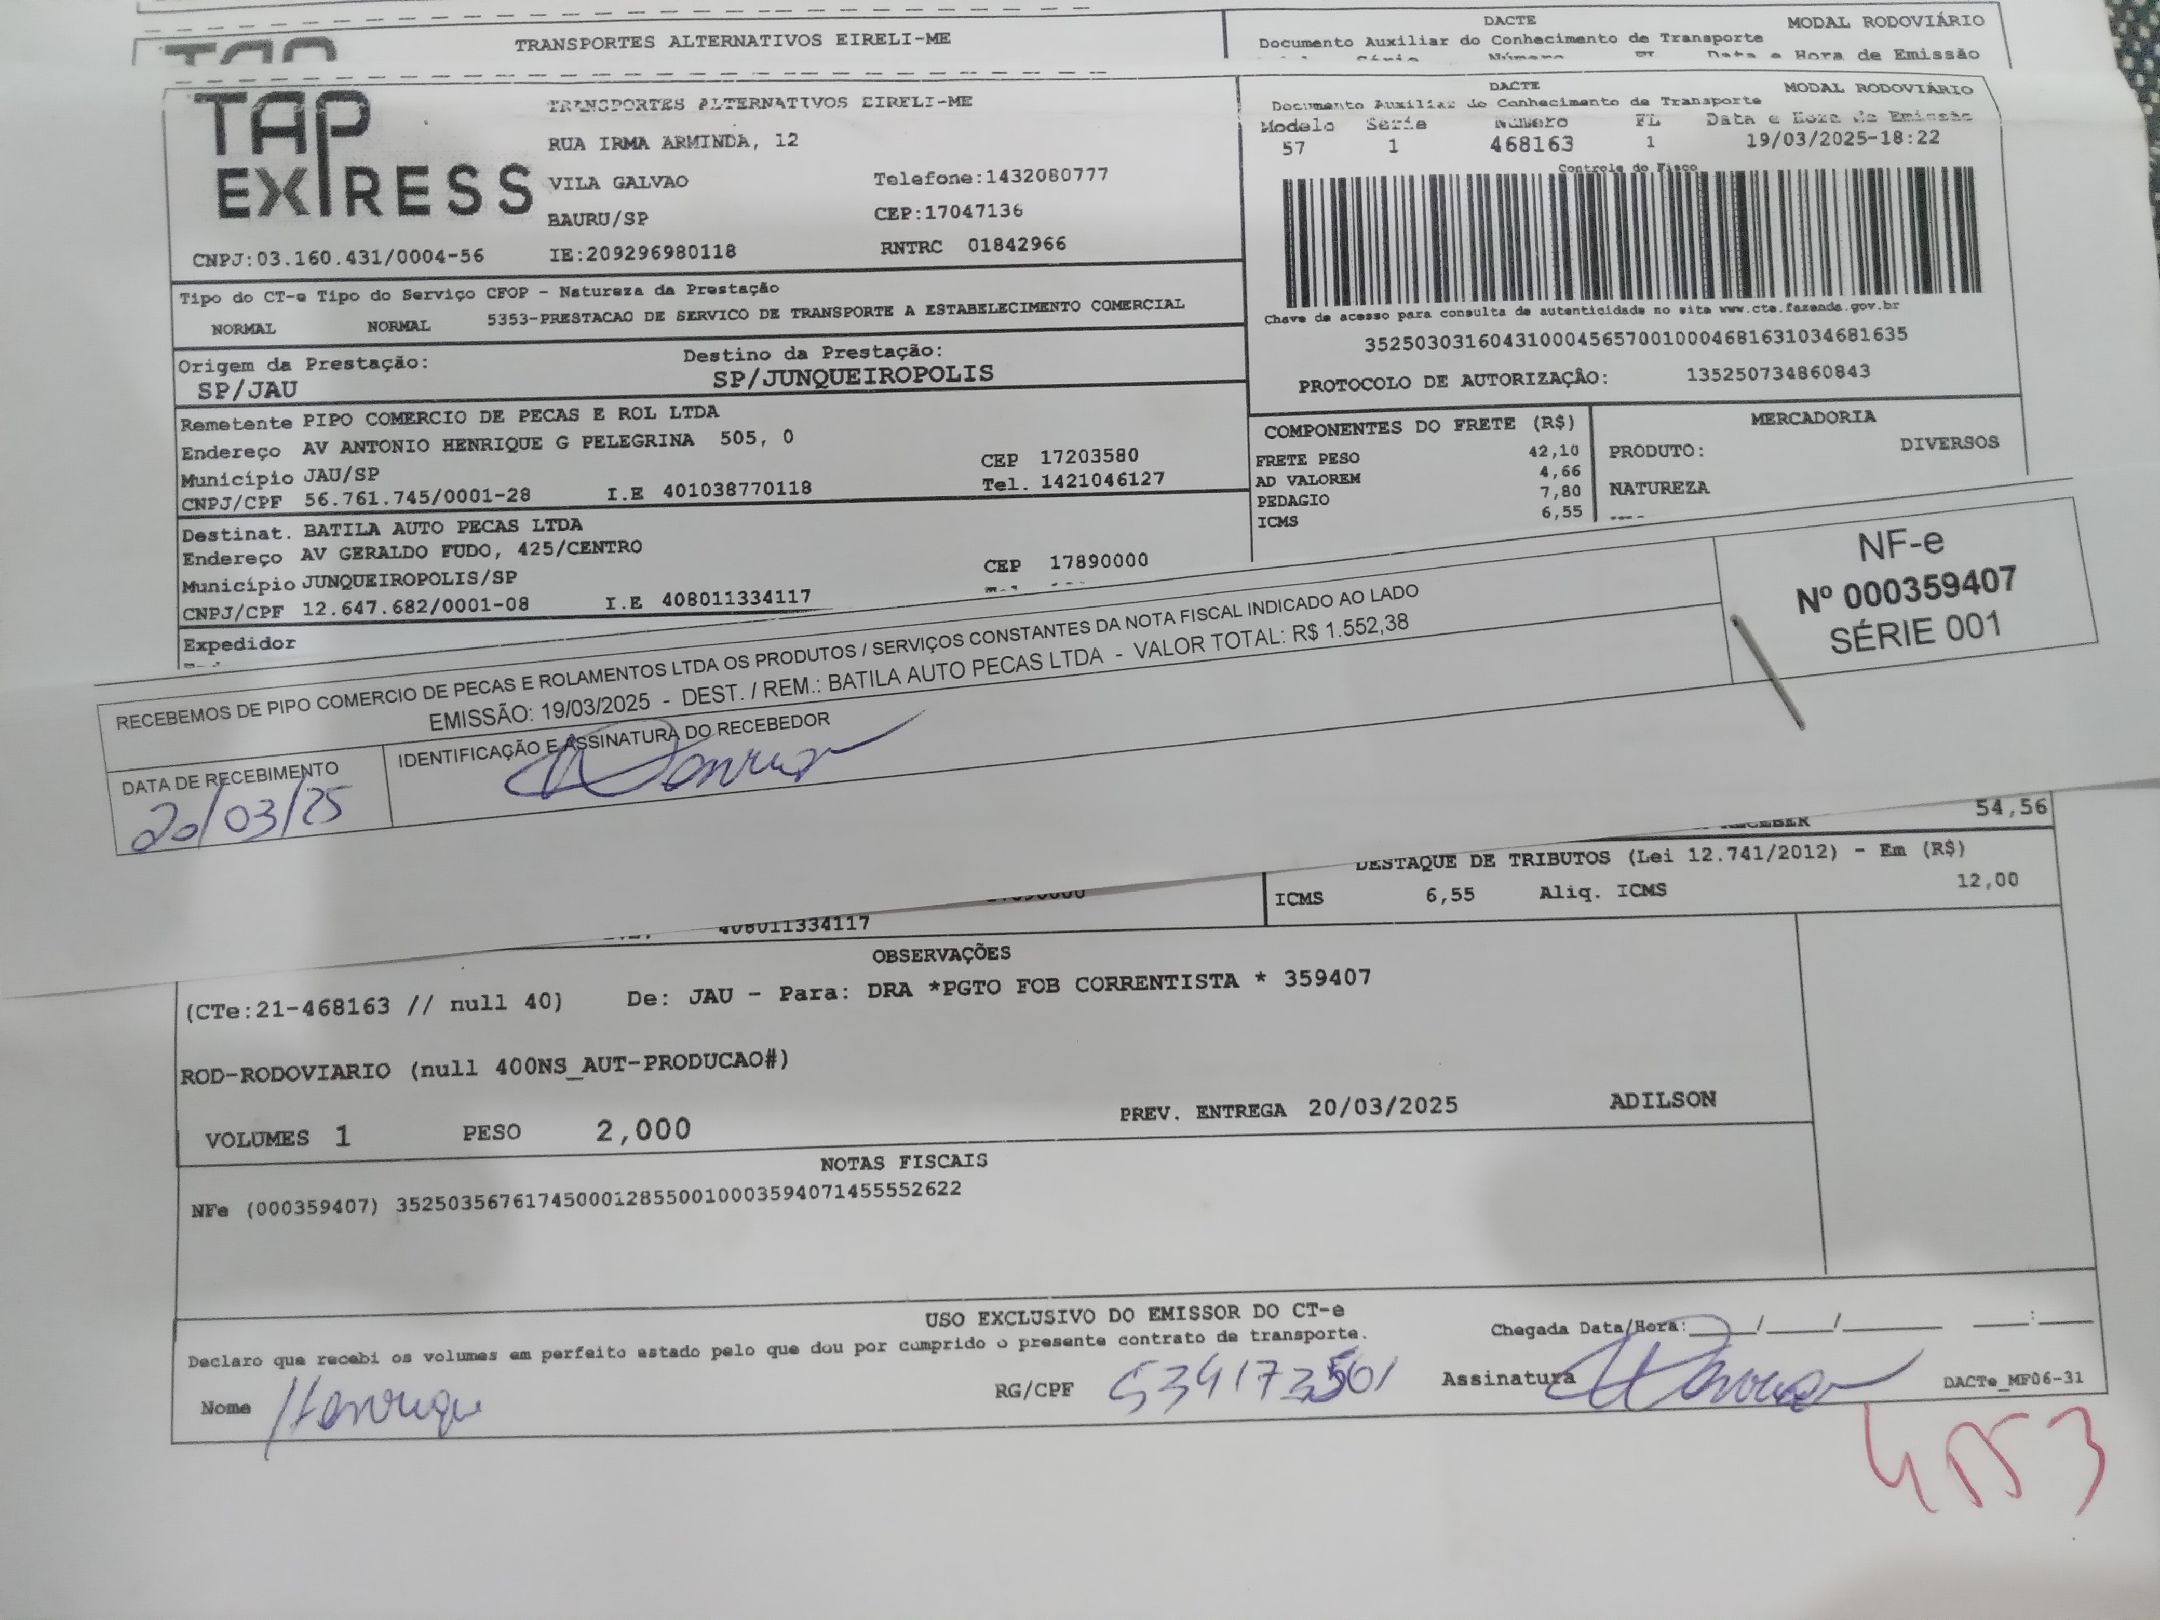 TRANSPORTES ALTERNATIVOS EIRELI-ME
DACTE
MODAL RODOVIÁRIO
Documento Auxiliar do Conhecimento de Transporte
Data e Hora de Emissão
TAP EXPRESS
TRANSPORTES ALTERNATIVOS EIRELI-ME
RUA IRMA ARMINDA, 12
VILA GALVAO
Telefone:1432080777
BAURU/SP
CEP:17047136
CNPJ:03.160.431/0004-56
IE:209296980118
RNTRC 01842966
DACTE
MODAL RODOVIÁRIO
Documento Auxiliar do Conhecimento de Transporte
Modelo Série Número FL Data e Hora de Emissão
57 1 468163 1 19/03/2025-18:22
Controle do Fisco
Chave de acesso para consulta de autenticidade no site www.cte.fazenda.gov.br
35250303160431000456570010004681631034681635
PROTOCOLO DE AUTORIZAÇÂO: 135250734860843
Tipo do CT-e Tipo do Serviço CFOP - Natureza da Prestação
NORMAL NORMAL 5353-PRESTACAO DE SERVICO DE TRANSPORTE A ESTABELECIMENTO COMERCIAL
Origem da Prestação: Destino da Prestação:
SP/JAU SP/JUNQUEIROPOLIS
Remetente PIPO COMERCIO DE PECAS E ROL LTDA
Endereço AV ANTONIO HENRIQUE G PELEGRINA 505, 0
Município JAU/SP CEP 17203580
CNPJ/CPF 56.761.745/0001-28 I.E 401038770118 Tel. 1421046127
Destinat. BATILA AUTO PECAS LTDA
Endereço AV GERALDO FUDO, 425/CENTRO
Município JUNQUEIROPOLIS/SP CEP 17890000
CNPJ/CPF 12.647.682/0001-08 I.E 408011334117
Expedidor
COMPONENTES DO FRETE (R$)
FRETE PESO 42,10
AD VALOREM 4,66
PEDAGIO 7,80
ICMS 6,55
MERCADORIA
PRODUTO: DIVERSOS
NATUREZA
RECEBEMOS DE PIPO COMERCIO DE PECAS E ROLAMENTOS LTDA OS PRODUTOS / SERVIÇOS CONSTANTES DA NOTA FISCAL INDICADO AO LADO
EMISSÃO: 19/03/2025 - DEST. / REM.: BATILA AUTO PECAS LTDA - VALOR TOTAL: R$ 1.552,38
DATA DE RECEBIMENTO
20/03/25
IDENTIFICAÇÃO E ASSINATURA DO RECEBEDOR
NF-e
Nº 000359407
SÉRIE 001
RECEBER 54,56
DESTAQUE DE TRIBUTOS (Lei 12.741/2012) - Em (R$)
ICMS 6,55 Aliq. ICMS 12,00
408011334117
OBSERVAÇÕES
(CTe:21-468163 // null 40) De: JAU - Para: DRA *PGTO FOB CORRENTISTA * 359407
ROD-RODOVIARIO (null 400NS_AUT-PRODUCAO#)
VOLUMES 1 PESO 2,000 PREV. ENTREGA 20/03/2025 ADILSON
NOTAS FISCAIS
NFe (000359407) 35250356761745000128550010003594071455552622
USO EXCLUSIVO DO EMISSOR DO CT-e
Declaro que recebi os volumes em perfeito estado pelo que dou por cumprido o presente contrato de transporte.
Chegada Data/Hora:____/____/______ ___:___
Nome Henrique
RG/CPF
Assinatura
DACTe_MF06-31